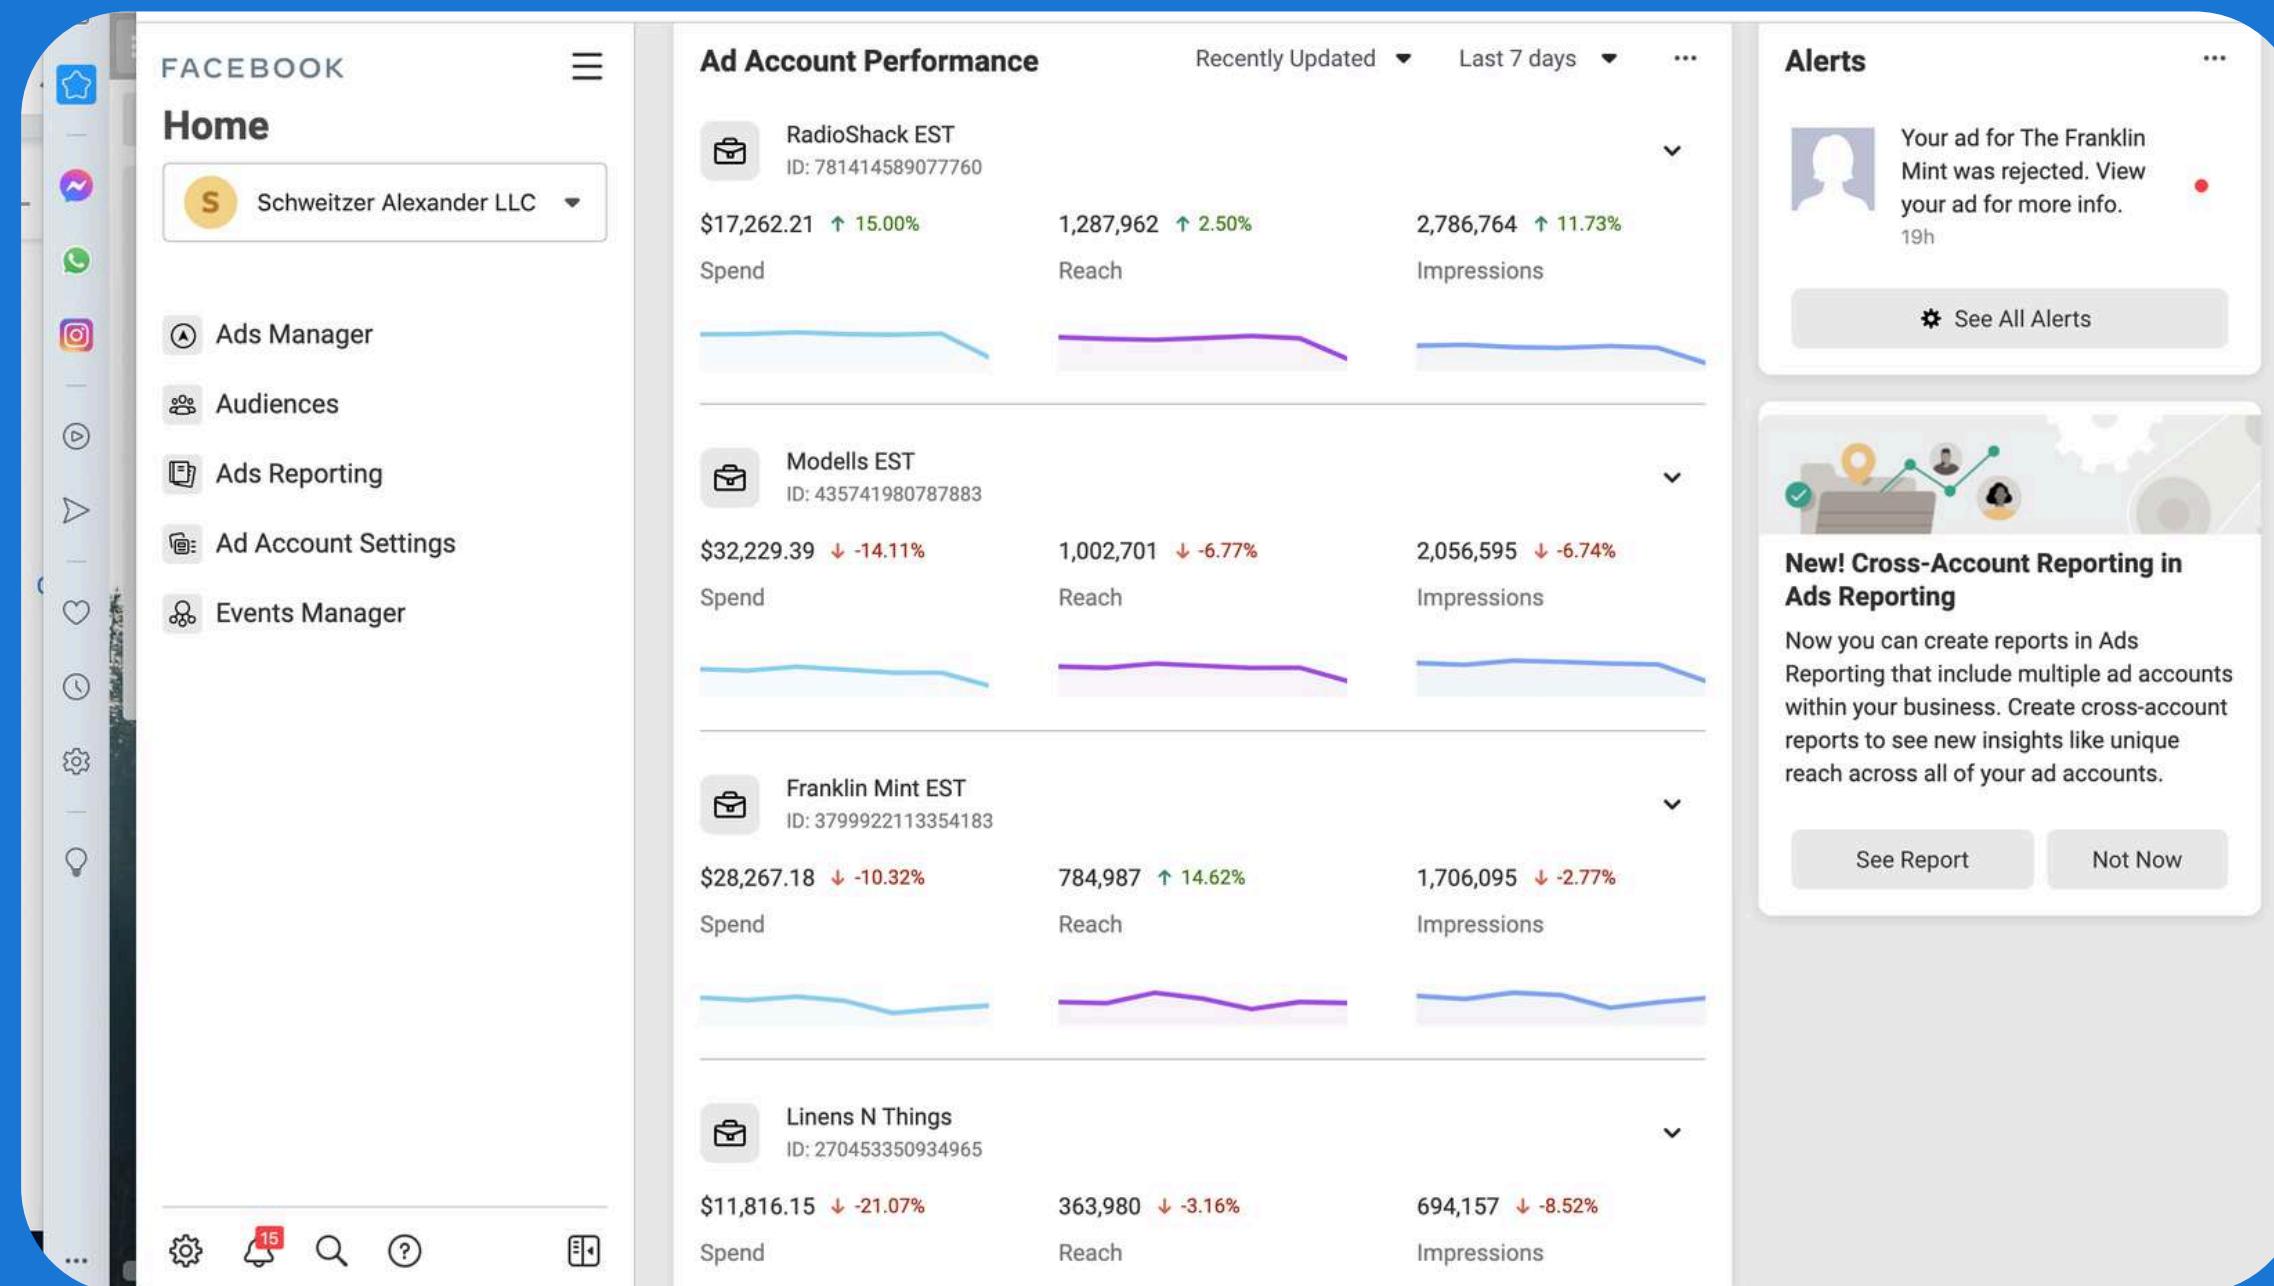 FACEBOOK
Home
S
Schweitzer Alexander LLC
Ads Manager
Audiences
Ads Reporting
Ad Account Settings
Events Manager
15
Ad Account Performance
Recently Updated
Last 7 days
RadioShack EST
ID: 781414589077760
$17,262.21 ↑ 15.00%
Spend
1,287,962 ↑ 2.50%
Reach
2,786,764 ↑ 11.73%
Impressions
Modells EST
ID: 435741980787883
$32,229.39 ↓ -14.11%
Spend
1,002,701 ↓ -6.77%
Reach
2,056,595 ↓ -6.74%
Impressions
Franklin Mint EST
ID: 3799922113354183
$28,267.18 ↓ -10.32%
Spend
784,987 ↑ 14.62%
Reach
1,706,095 ↓ -2.77%
Impressions
Linens N Things
ID: 270453350934965
$11,816.15 ↓ -21.07%
Spend
363,980 ↓ -3.16%
Reach
694,157 ↓ -8.52%
Impressions
Alerts
Your ad for The Franklin
Mint was rejected. View
your ad for more info.
19h
See All Alerts
New! Cross-Account Reporting in
Ads Reporting
Now you can create reports in Ads
Reporting that include multiple ad accounts
within your business. Create cross-account
reports to see new insights like unique
reach across all of your ad accounts.
See Report
Not Now